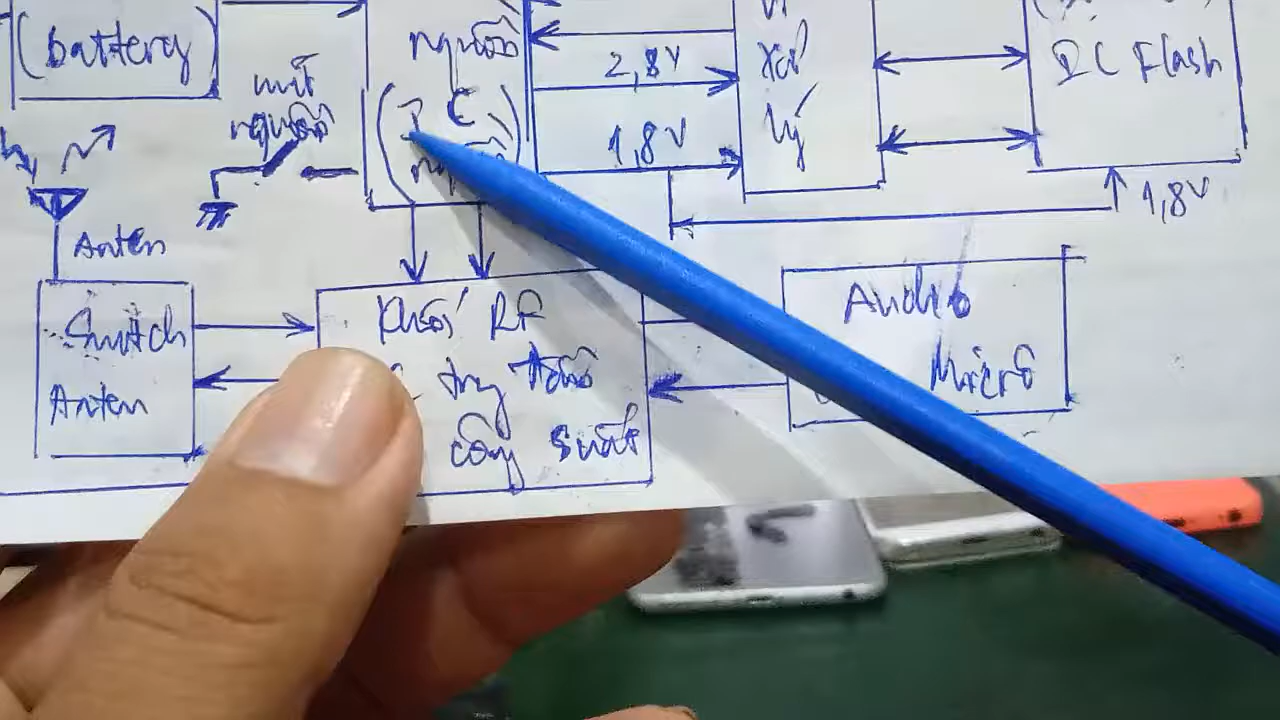 (battery)
nguồn
(IC
2,8V
1,8V
xử
lý
IC Flash
1,8V
nút
nguồn
Anten
Switch
Anten
Khối RF
công suất
Audio
Micrô